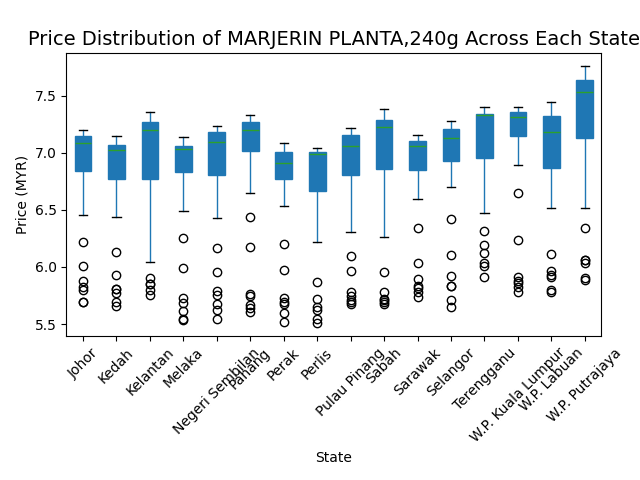 Price Distribution of MARJERIN PLANTA,240g Across Each State
Price (MYR)
7.5
7.0
6.5
6.0
5.5
Johor
Kedah
Kelantan
Melaka
Negeri Sembilan
Pahang
Perak
Perlis
Pulau Pinang
Sabah
Sarawak
Selangor
Terengganu
W.P. Kuala Lumpur
W.P. Labuan
W.P. Putrajaya
State